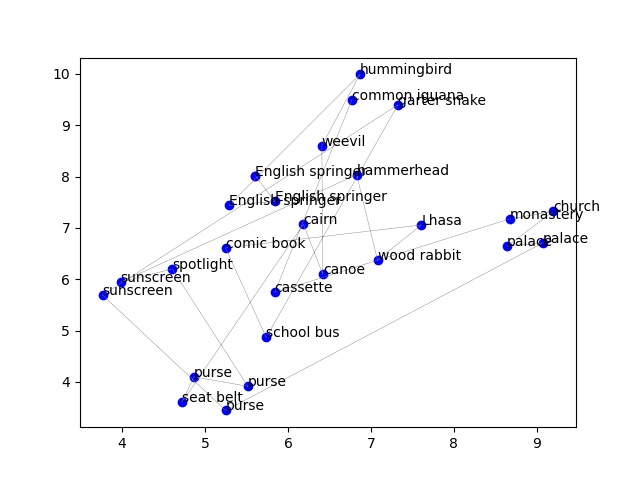 hummingbird
common iguana
garter snake
weevil
English springer
hammerhead
English springer
English springer
church
monastery
cairn
Lhasa
palace
palace
comic book
wood rabbit
spotlight
canoe
sunscreen
sunscreen
cassette
school bus
purse
purse
seat belt
purse
10
9
8
7
6
5
4
4
5
6
7
8
9